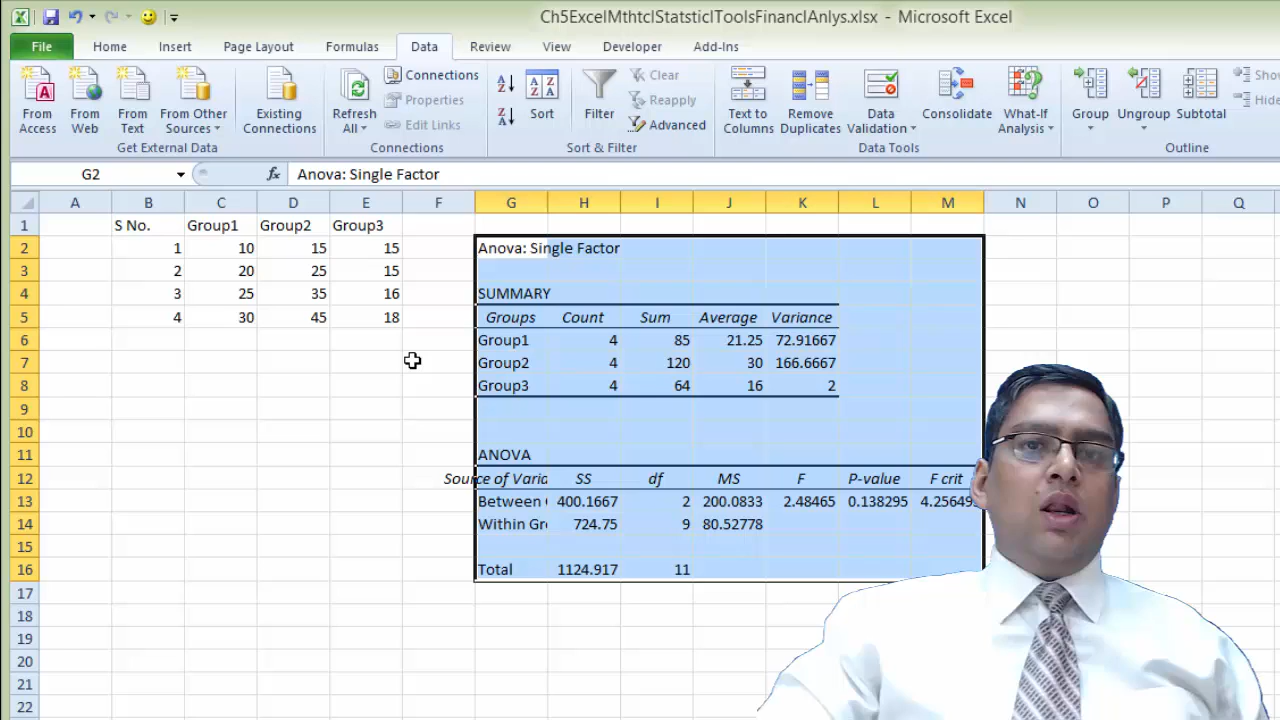 Ch5ExcelMthtclStatsticlToolsFinanclAnlys.xlsx - Microsoft Excel
File Home Insert Page Layout Formulas Data Review View Developer Add-Ins
From Access
From Web
From Text
From Other Sources
Existing Connections
Get External Data
Refresh All
Connections
Properties
Edit Links
Connections
Sort
Filter
Clear
Reapply
Advanced
Sort & Filter
Text to Columns
Remove Duplicates
Data Validation
Consolidate
What-If Analysis
Data Tools
Group
Ungroup
Subtotal
Outline
G2 fx Anova: Single Factor
A B C D E F G H I J K L M N O P Q
1 S No. Group1 Group2 Group3
2 1 10 15 15 Anova: Single Factor
3 2 20 25 15
4 3 25 35 16 SUMMARY
5 4 30 45 18 Groups Count Sum Average Variance
6 Group1 4 85 21.25 72.91667
7 Group2 4 120 30 166.6667
8 Group3 4 64 16 2
9
10
11 ANOVA
12 Source of Varia SS df MS F P-value F crit
13 Between 400.1667 2 200.0833 2.48465 0.138295 4.25649
14 Within Gr 724.75 9 80.52778
15
16 Total 1124.917 11
17
18
19
20
21
22